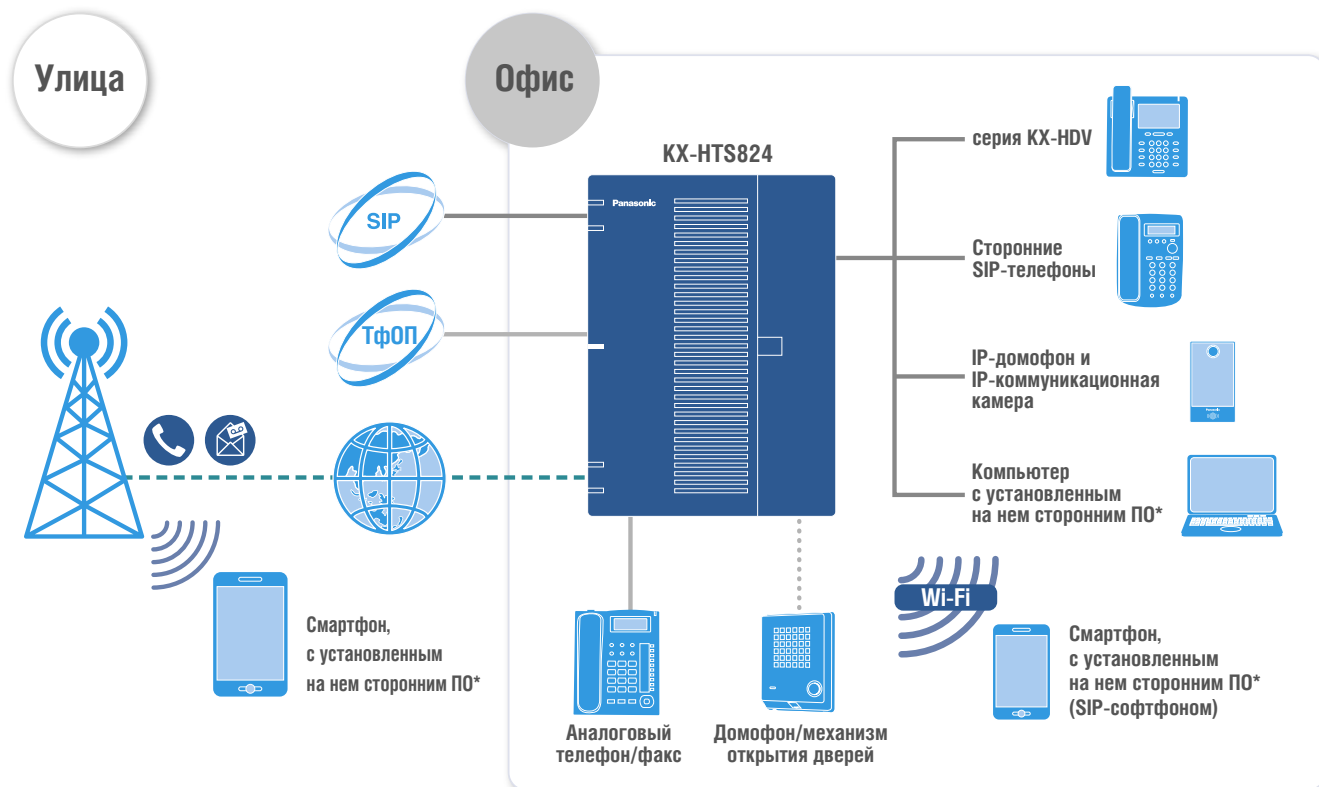 Улица
Офис
KX-HTS824
Panasonic
SIP
ТфОП
серия KX-HDV
Сторонние
SIP-телефоны
IP-домофон и
IP-коммуникационная
камера
Panasonic
Компьютер
с установленным
на нем сторонним ПО*
Wi-Fi
Смартфон,
с установленным
на нем сторонним ПО*
Аналоговый
телефон/факс
Домофон/механизм
открытия дверей
Смартфон,
с установленным
на нем сторонним ПО*
(SIP-софтфоном)